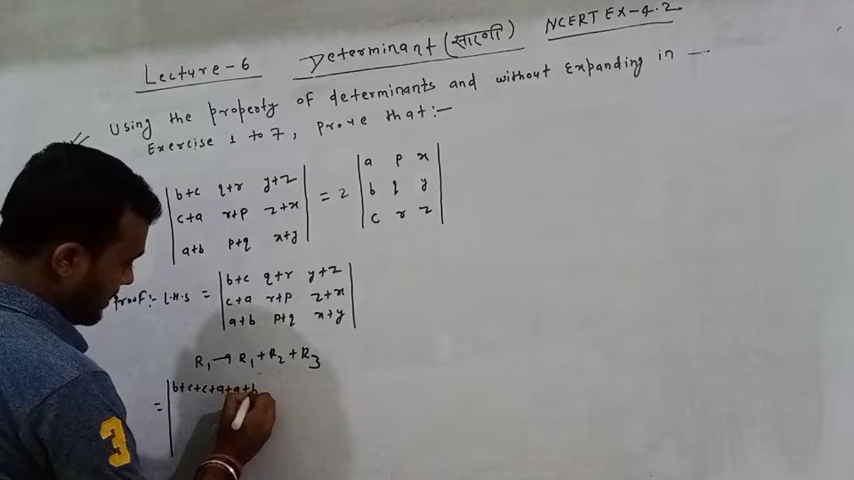 Lecture-6 Determinant (सारणी) NCERT EX-4.2
Using the property of determinants and without expanding in —
Exercise 1 to 7, prove that:-
| b+c q+r y+z | = 2 | a p x |
| c+a r+p z+x | | b q y |
| a+b p+q x+y | | c r z |
Proof:- L.H.S = | b+c q+r y+z |
| c+a r+p z+x |
| a+b p+q x+y |
R₁→R₁+R₂+R₃
= | b+c+c+a+a+b
3